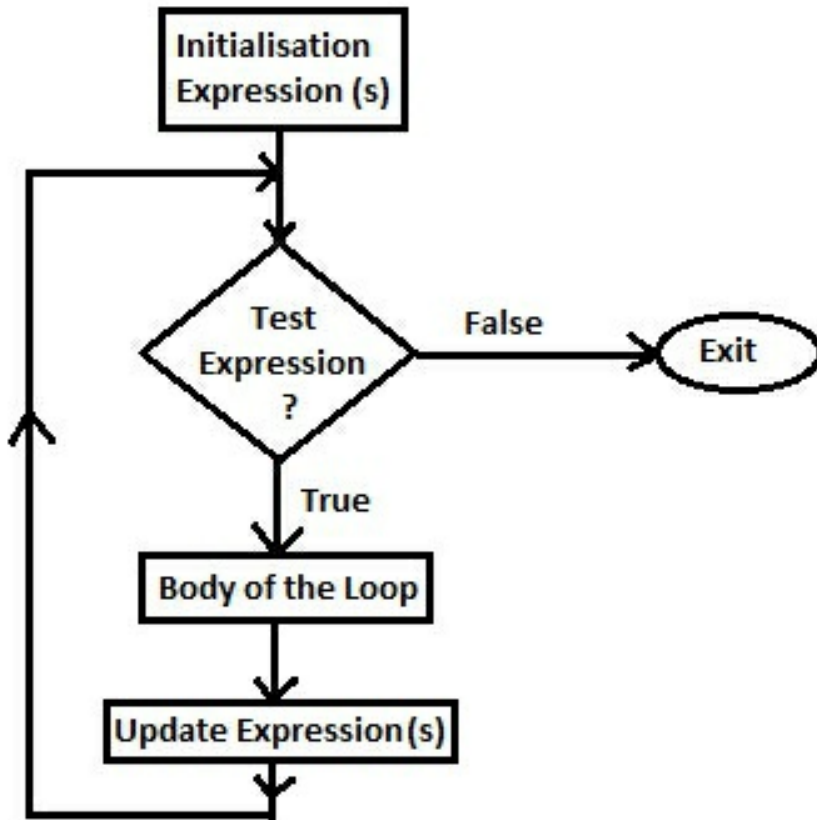 Initialisation
Expression (s)
Test
Expression
?
False
Exit
True
Body of the Loop
Update Expression(s)